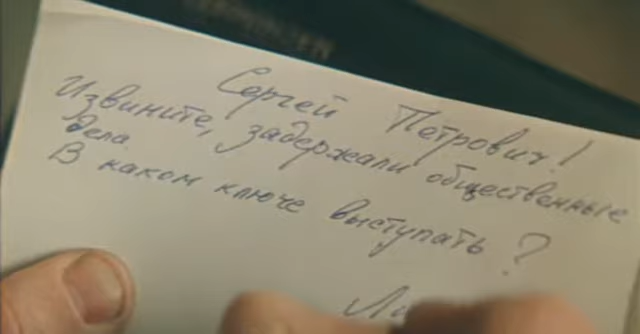 Сергей Петрович!
Извините, задержали общественные
дела.
В каком ключе выступать?